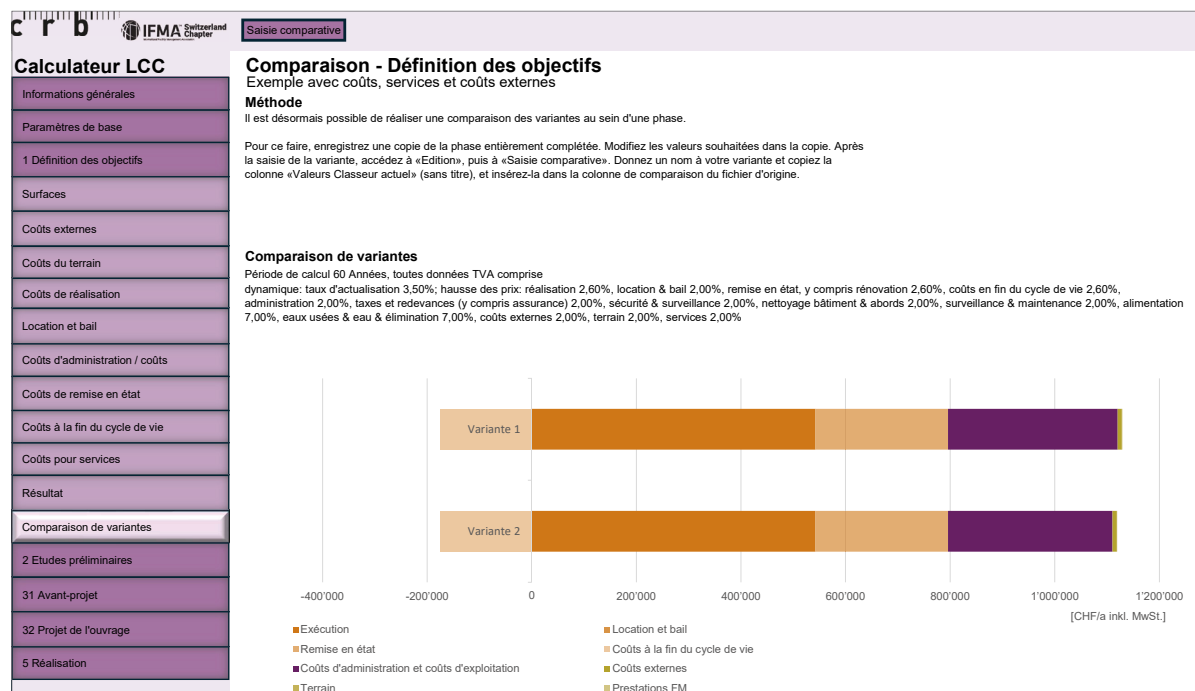 crb IFMA Switzerland Chapter
Saisie comparative
Calculateur LCC
Informations générales
Paramètres de base
1 Définition des objectifs
Surfaces
Coûts externes
Coûts du terrain
Coûts de réalisation
Location et bail
Coûts d'administration / coûts
Coûts de remise en état
Coûts à la fin du cycle de vie
Coûts pour services
Résultat
Comparaison de variantes
2 Etudes préliminaires
31 Avant-projet
32 Projet de l'ouvrage
5 Réalisation
Comparaison - Définition des objectifs
Exemple avec coûts, services et coûts externes
Méthode
Il est désormais possible de réaliser une comparaison des variantes au sein d'une phase.
Pour ce faire, enregistrez une copie de la phase entièrement complétée. Modifiez les valeurs souhaitées dans la copie. Après
la saisie de la variante, accédez à «Edition», puis à «Saisie comparative». Donnez un nom à votre variante et copiez la
colonne «Valeurs Classeur actuel» (sans titre), et insérez-la dans la colonne de comparaison du fichier d'origine.
Comparaison de variantes
Période de calcul 60 Années, toutes données TVA comprise
dynamique: taux d'actualisation 3,50%; hausse des prix: réalisation 2,60%, location & bail 2,00%, remise en état, y compris rénovation 2,60%, coûts en fin du cycle de vie 2,60%,
administration 2,00%, taxes et redevances (y compris assurance) 2,00%, sécurité & surveillance 2,00%, nettoyage bâtiment & abords 2,00%, surveillance & maintenance 2,00%, alimentation
7,00%, eaux usées & eau & élimination 7,00%, coûts externes 2,00%, terrain 2,00%, services 2,00%
Variante 1
Variante 2
-400'000 -200'000 0 200'000 400'000 600'000 800'000 1'000'000 1'200'000
[CHF/a inkl. MwSt.]
Exécution Location et bail
Remise en état Coûts à la fin du cycle de vie
Coûts d'administration et coûts d'exploitation Coûts externes
Terrain Prestations FM